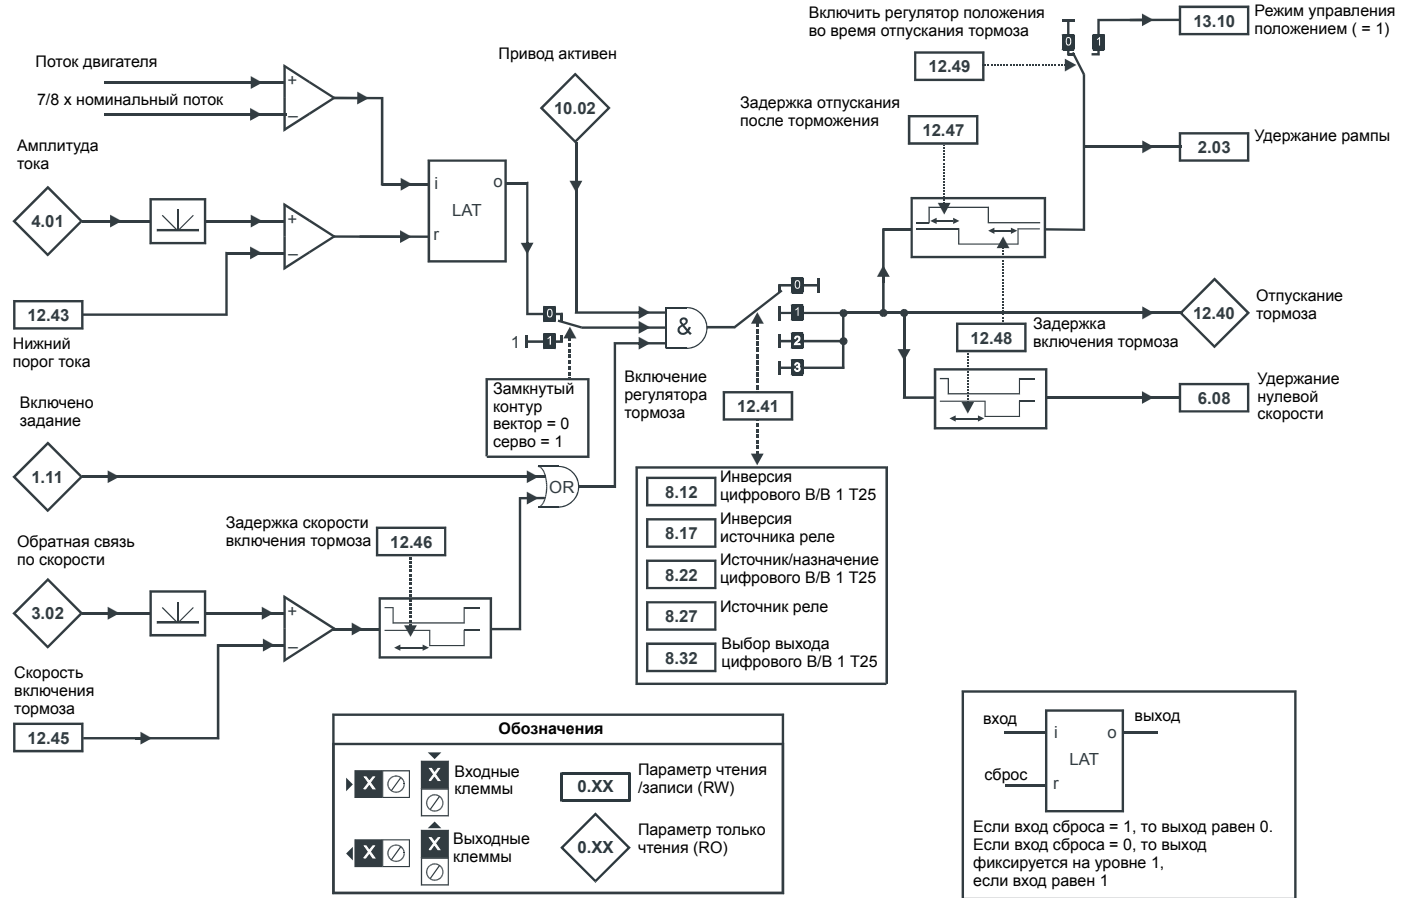 Включить регулятор положения
во время отпускания тормоза
0
1
13.10
Режим управления
положением ( = 1)
12.49
Поток двигателя
+
7/8 x номинальный поток
–
Привод активен
10.02
Задержка отпускания
после торможения
12.47
2.03
Удержание рампы
Амплитуда
тока
4.01
+
–
i
o
LAT
r
12.43
Нижний
порог тока
0
1
1
&
0
1
2
3
12.40
Отпускание
тормоза
12.48
Задержка
включения тормоза
Замкнутый
контур
вектор = 0
серво = 1
Включение
регулятора
тормоза
12.41
6.08
Удержание
нулевой
скорости
Включено
задание
1.11
OR
8.12
Инверсия
цифрового В/В 1 T25
8.17
Инверсия
источника реле
8.22
Источник/назначение
цифрового В/В 1 T25
8.27
Источник реле
8.32
Выбор выхода
цифрового В/В 1 T25
Обратная связь
по скорости
3.02
Задержка скорости
включения тормоза
12.46
+
–
Скорость
включения
тормоза
12.45
Обозначения
X
X
Входные
клеммы
0.XX
Параметр чтения
/записи (RW)
X
X
Выходные
клеммы
0.XX
Параметр только
чтения (RO)
вход
i
o
выход
LAT
сброс
r
Если вход сброса = 1, то выход равен 0.
Если вход сброса = 0, то выход
фиксируется на уровне 1,
если вход равен 1